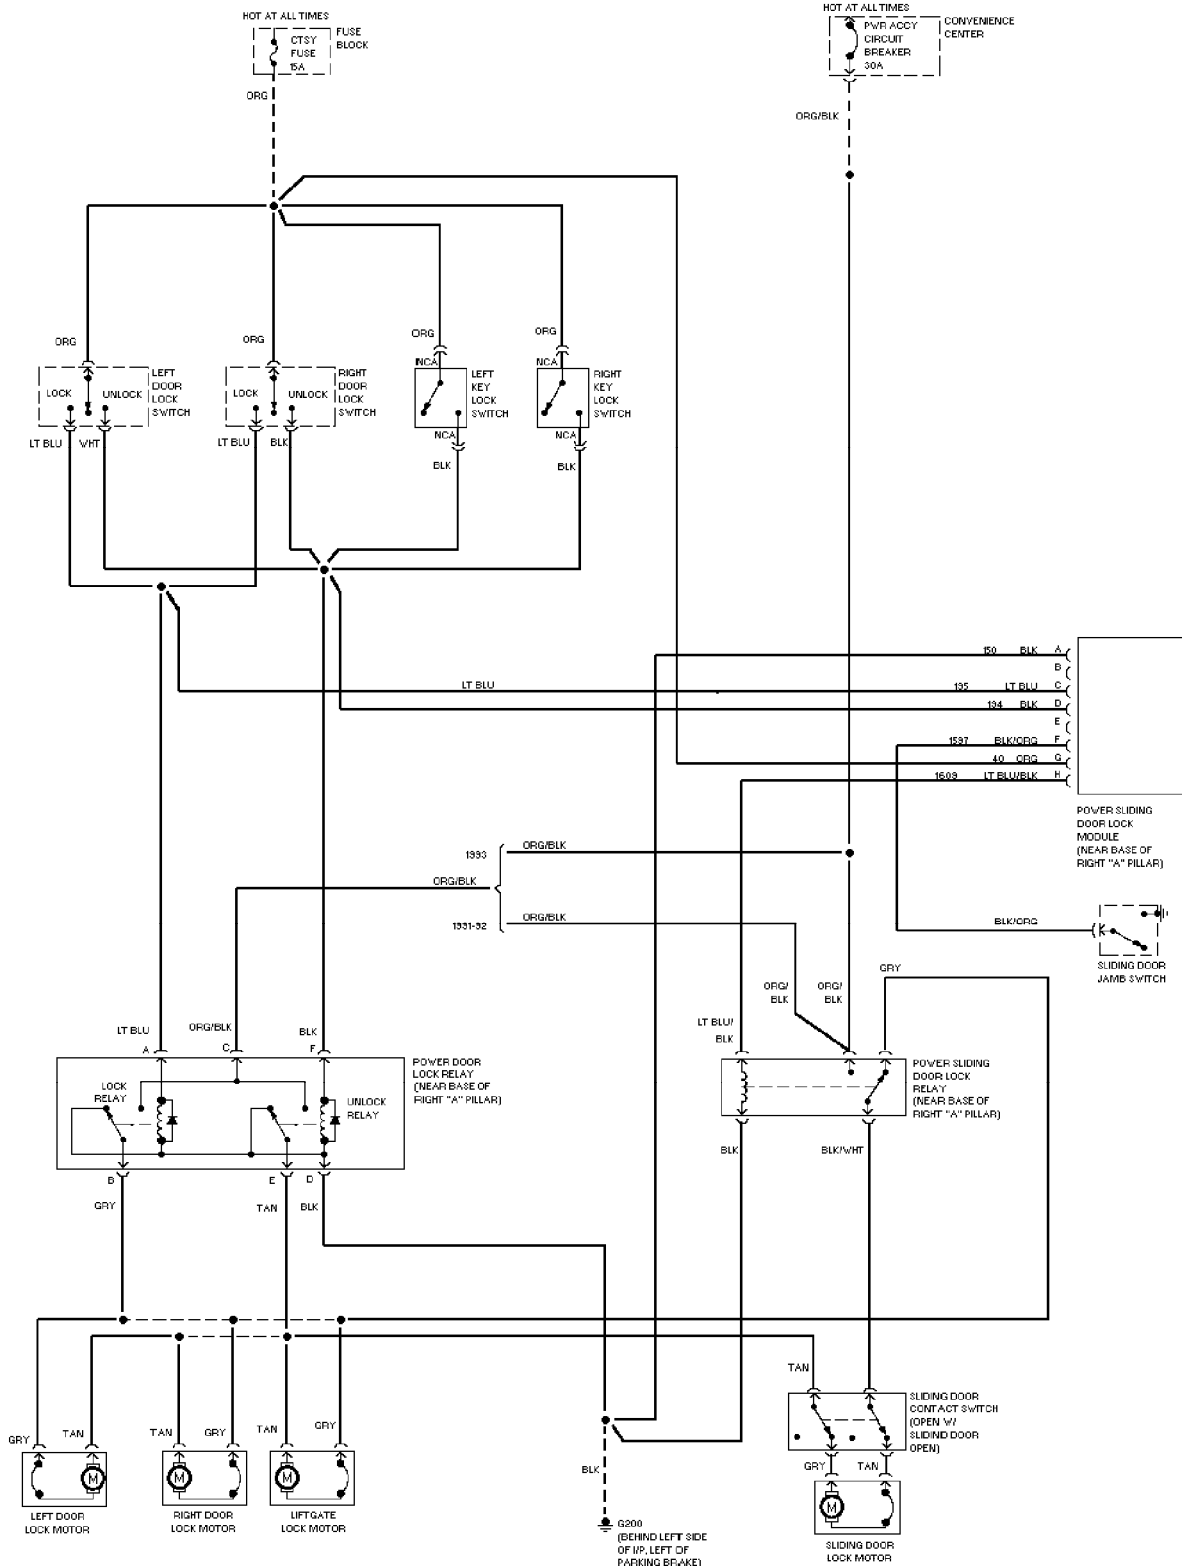 HOT AT ALL TIMES
CTSY
FUSE
15A
FUSE
BLOCK
ORG
HOT AT ALL TIMES
PWR ACCY
CIRCUIT
BREAKER
30A
CONVENIENCE
CENTER
ORG/BLK
ORG
ORG
ORG
ORG
LOCK
UNLOCK
LEFT
DOOR
LOCK
SWITCH
LOCK
UNLOCK
RIGHT
DOOR
LOCK
SWITCH
NCA
LEFT
KEY
LOCK
SWITCH
NCA
NCA
RIGHT
KEY
LOCK
SWITCH
NCA
LT BLU
WHT
LT BLU
BLK
BLK
BLK
150 BLK A
B
LT BLU
195 LT BLU C
194 BLK D
E
1597 BLK/ORG F
40 ORG G
1609 LT BLU/BLK H
POWER SLIDING
DOOR LOCK
MODULE
(NEAR BASE OF
RIGHT "A" PILLAR)
1993
ORG/BLK
ORG/BLK
1991-92
ORG/BLK
BLK/ORG
SLIDING DOOR
JAMB SWITCH
GRY
ORG/
BLK
ORG/
BLK
LT BLU/
BLK
LT BLU
ORG/BLK
BLK
A
C
F
POWER DOOR
LOCK RELAY
(NEAR BASE OF
RIGHT "A" PILLAR)
LOCK
RELAY
UNLOCK
RELAY
POWER SLIDING
DOOR LOCK
RELAY
(NEAR BASE OF
RIGHT "A" PILLAR)
B
E
D
GRY
TAN
BLK
BLK
BLK/WHT
TAN
SLIDING DOOR
CONTACT SWITCH
(OPEN W/
SLIDIND DOOR
OPEN)
GRY
TAN
TAN
GRY
TAN
GRY
GRY
TAN
M
M
M
M
LEFT DOOR
LOCK MOTOR
RIGHT DOOR
LOCK MOTOR
LIFTGATE
LOCK MOTOR
BLK
G200
(BEHIND LEFT SIDE
OF I/P, LEFT OF
PARKING BRAKE)
SLIDING DOOR
LOCK MOTOR